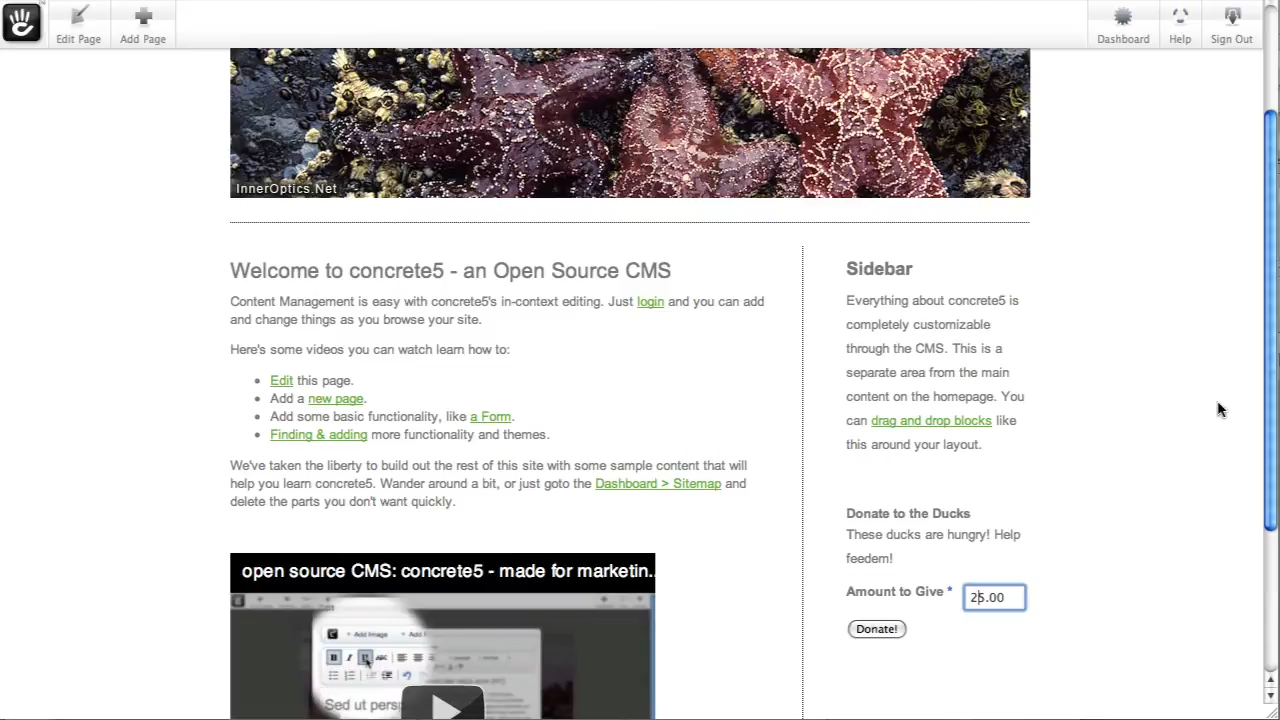 Edit Page
Add Page
Dashboard
Help
Sign Out
InnerOptics.Net
Welcome to concrete5 - an Open Source CMS
Content Management is easy with concrete5's in-context editing. Just login and you can add
and change things as you browse your site.
Here's some videos you can watch learn how to:
Edit this page.
Add a new page.
Add some basic functionality, like a Form.
Finding & adding more functionality and themes.
We've taken the liberty to build out the rest of this site with some sample content that will
help you learn concrete5. Wander around a bit, or just goto the Dashboard > Sitemap and
delete the parts you don't want quickly.
open source CMS: concrete5 - made for marketin..
Add Image
Sed ut persp
Sidebar
Everything about concrete5 is
completely customizable
through the CMS. This is a
separate area from the main
content on the homepage. You
can drag and drop blocks like
this around your layout.
Donate to the Ducks
These ducks are hungry! Help
feedem!
Amount to Give * 25.00
Donate!